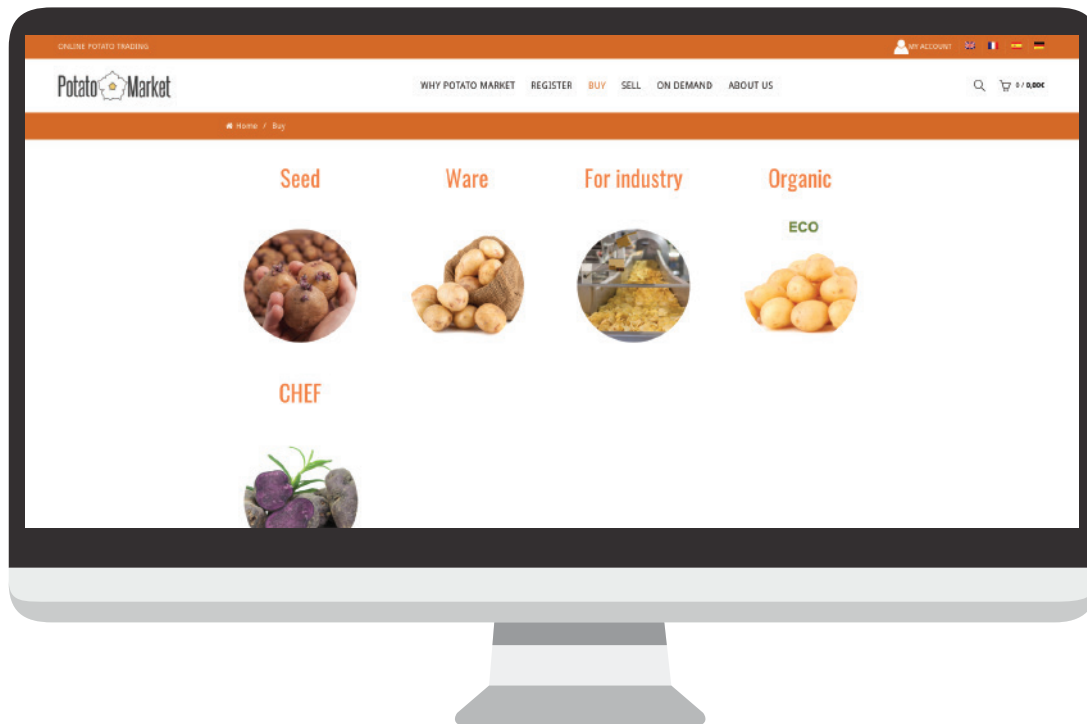 ONLINE POTATO TRADING
MY ACCOUNT
Potato Market
WHY POTATO MARKET REGISTER BUY SELL ON DEMAND ABOUT US
0 / 0,00€
Home / Buy
Seed Ware For industry Organic
ECO
CHEF